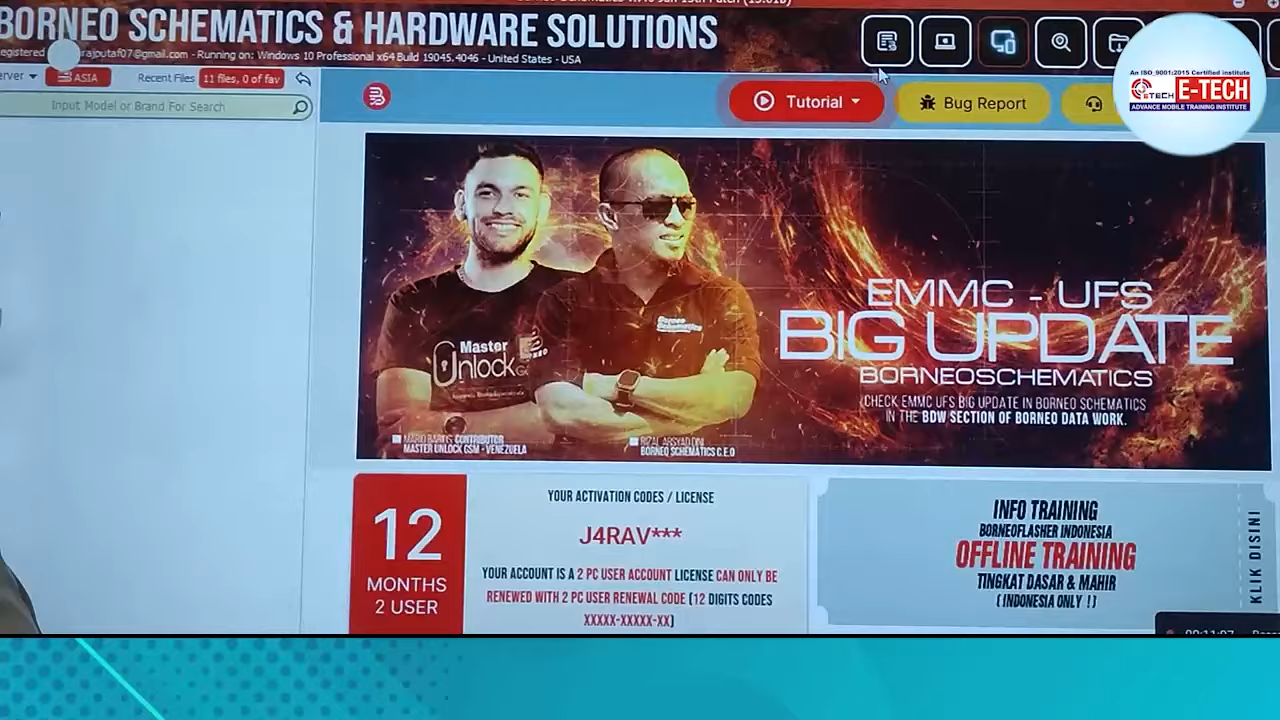 BORNEO SCHEMATICS & HARDWARE SOLUTIONS
rajputaf07@gmail.com - Running on: Windows 10 Professional x64 Build 19045.4046 - United States - USA
ASIA
Recent Files
11 files, 0 of fav
Input Model or Brand For Search
Tutorial
Bug Report
An ISO_9001:2015 Certified institute
ETECH E-TECH
ADVANCE MOBILE TRAINING INSTITUTE
EMMC - UFS
BIG UPDATE
BORNEOSCHEMATICS
CHECK EMMC UFS BIG UPDATE IN BORNEO SCHEMATICS
IN THE BDW SECTION OF BORNEO DATA WORK.
Master
Unlock
CONTRIBUTOR
MASTER UNLOCK GSM - VENEZUELA
BORNEO SCHEMATICS C.E.O
12
MONTHS
2 USER
YOUR ACTIVATION CODES / LICENSE
J4RAV***
YOUR ACCOUNT IS A 2 PC USER ACCOUNT LICENSE CAN ONLY BE
RENEWED WITH 2 PC USER RENEWAL CODE (12 DIGITS CODES
XXXXX-XXXXX-XX)
INFO TRAINING
BORNEOFLASHER INDONESIA
OFFLINE TRAINING
TINGKAT DASAR & MAHIR
( INDONESIA ONLY ! )
KLIK DISINI